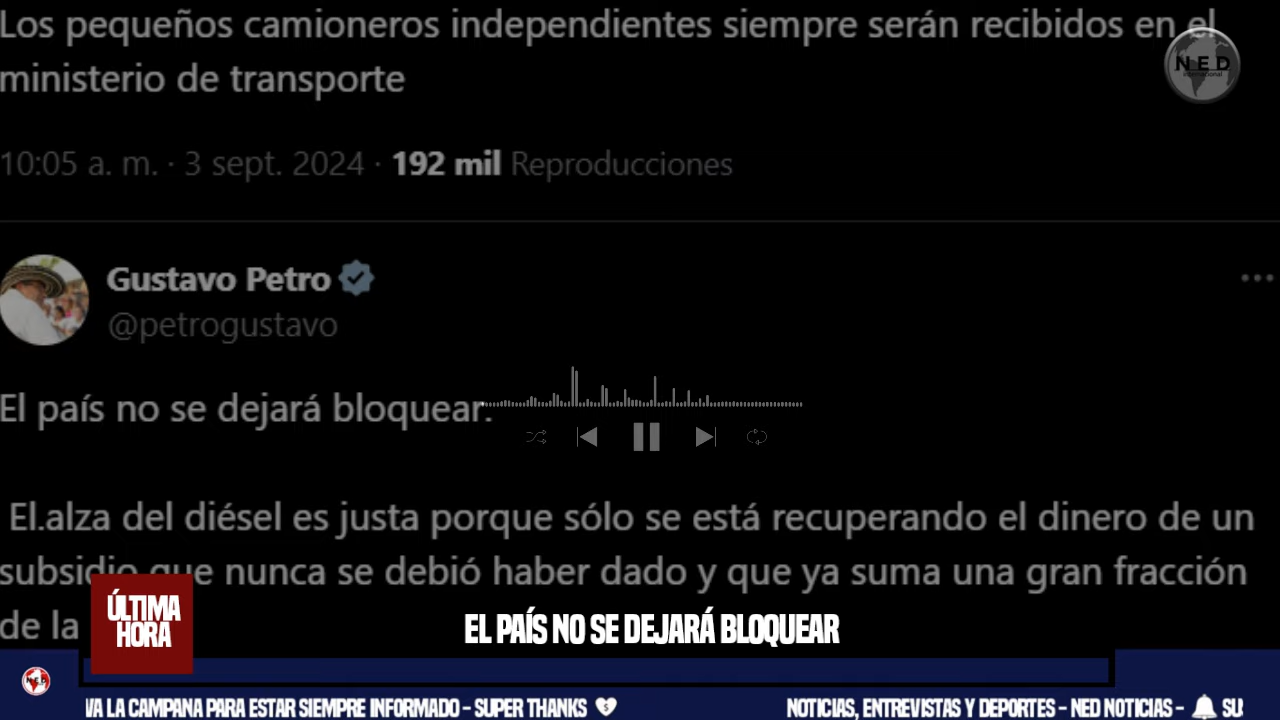 Los pequeños camioneros independientes siempre serán recibidos en el
ministerio de transporte
NED
international
10:05 a. m. · 3 sept. 2024 · 192 mil Reproducciones
Gustavo Petro
@petrogustavo
El país no se dejará bloquear.
El.alza del diésel es justa porque sólo se está recuperando el dinero de un
subsidio que nunca se debió haber dado y que ya suma una gran fracción
de la
ÚLTIMA
HORA
EL PAÍS NO SE DEJARÁ BLOQUEAR
NED
VA LA CAMPANA PARA ESTAR SIEMPRE INFORMADO - SUPER THANKS
NOTICIAS, ENTREVISTAS Y DEPORTES - NED NOTICIAS -